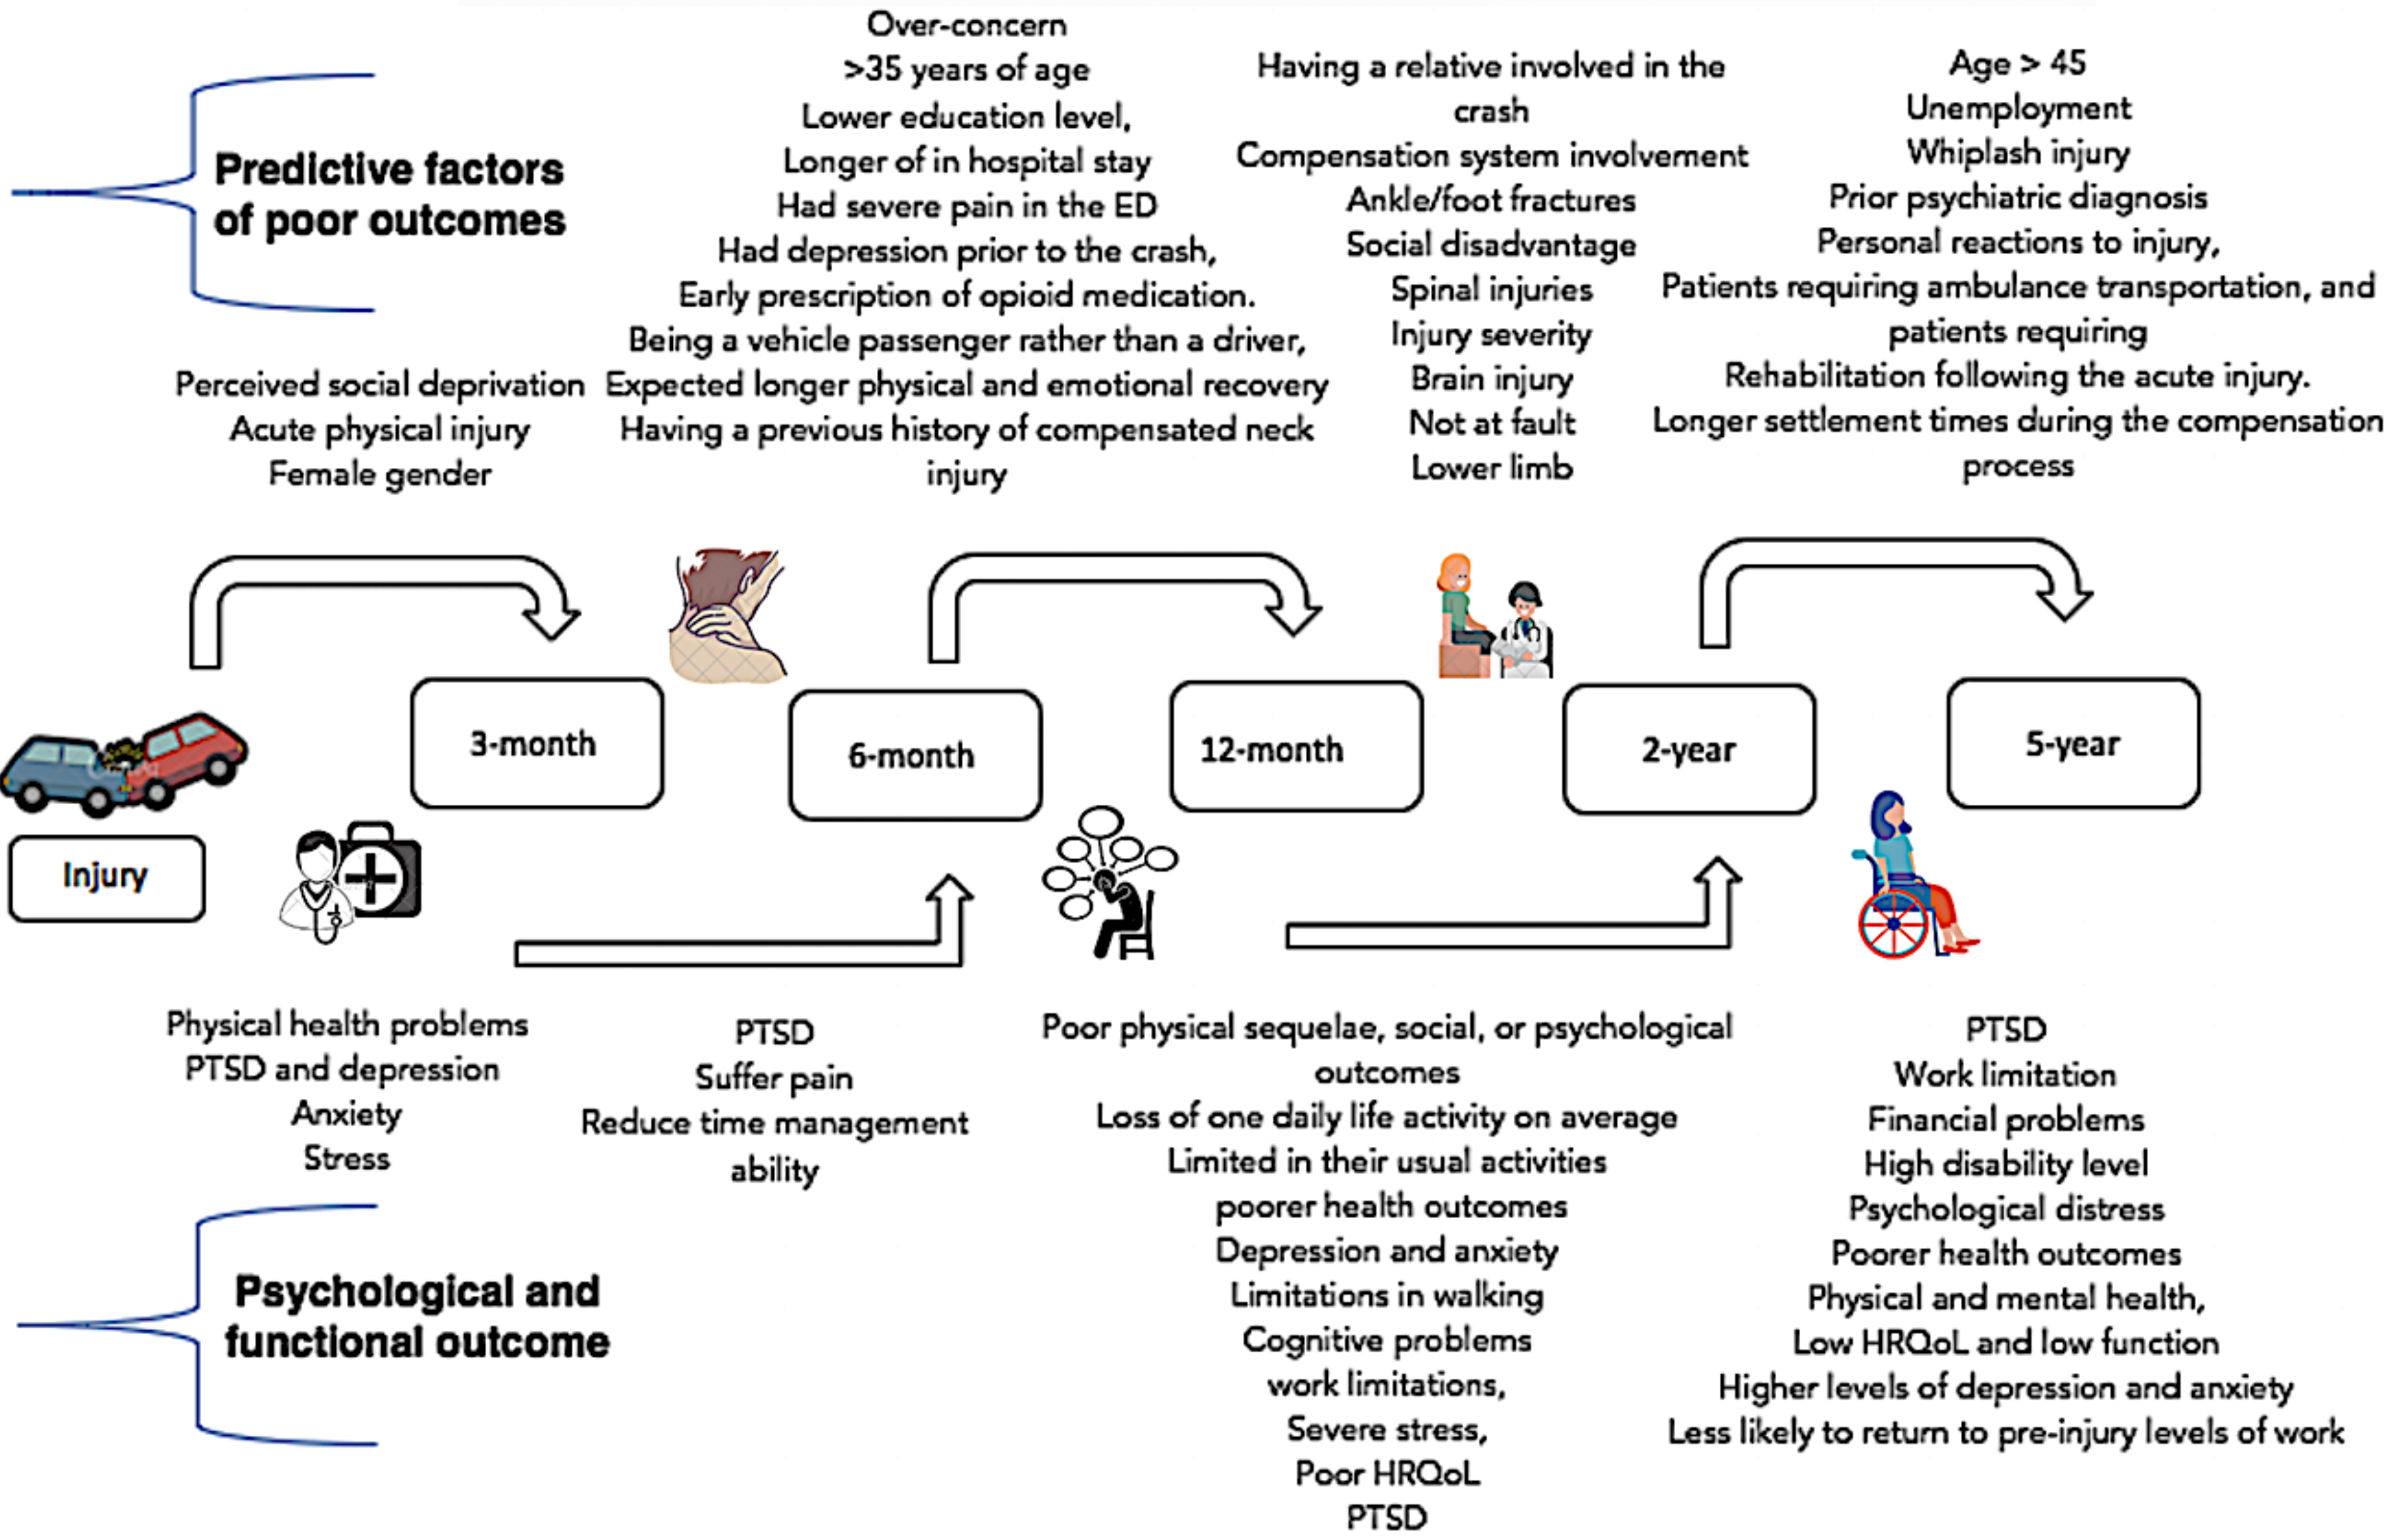 Predictive factors
of poor outcomes
Perceived social deprivation
Acute physical injury
Female gender
Over-concern
>35 years of age
Lower education level,
Longer of in hospital stay
Had severe pain in the ED
Had depression prior to the crash,
Early prescription of opioid medication.
Being a vehicle passenger rather than a driver,
Expected longer physical and emotional recovery
Having a previous history of compensated neck
injury
Having a relative involved in the
crash
Compensation system involvement
Ankle/foot fractures
Social disadvantage
Spinal injuries
Injury severity
Brain injury
Not at fault
Lower limb
Age > 45
Unemployment
Whiplash injury
Prior psychiatric diagnosis
Personal reactions to injury,
Patients requiring ambulance transportation, and
patients requiring
Rehabilitation following the acute injury.
Longer settlement times during the compensation
process
Injury
3-month
6-month
12-month
2-year
5-year
Physical health problems
PTSD and depression
Anxiety
Stress
PTSD
Suffer pain
Reduce time management
ability
Poor physical sequelae, social, or psychological
outcomes
Loss of one daily life activity on average
Limited in their usual activities
poorer health outcomes
Depression and anxiety
Limitations in walking
Cognitive problems
work limitations,
Severe stress,
Poor HRQoL
PTSD
PTSD
Work limitation
Financial problems
High disability level
Psychological distress
Poorer health outcomes
Physical and mental health,
Low HRQoL and low function
Higher levels of depression and anxiety
Less likely to return to pre-injury levels of work
Psychological and
functional outcome